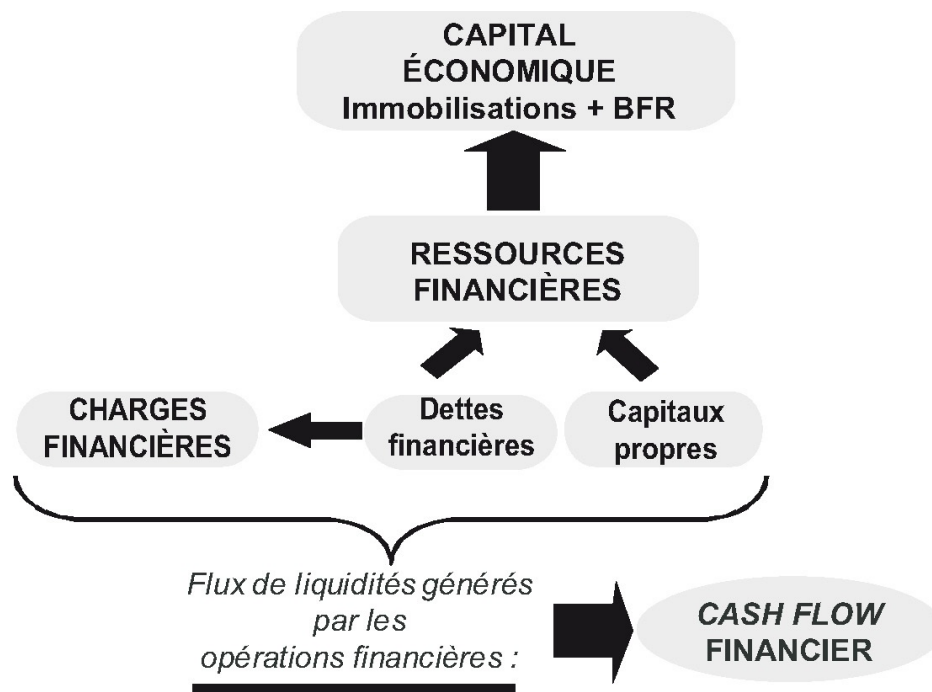 CAPITAL
ÉCONOMIQUE
Immobilisations + BFR
RESSOURCES
FINANCIÈRES
CHARGES
FINANCIÈRES
Dettes
financières
Capitaux
propres
Flux de liquidités générés
par les
opérations financières :
CASH FLOW
FINANCIER